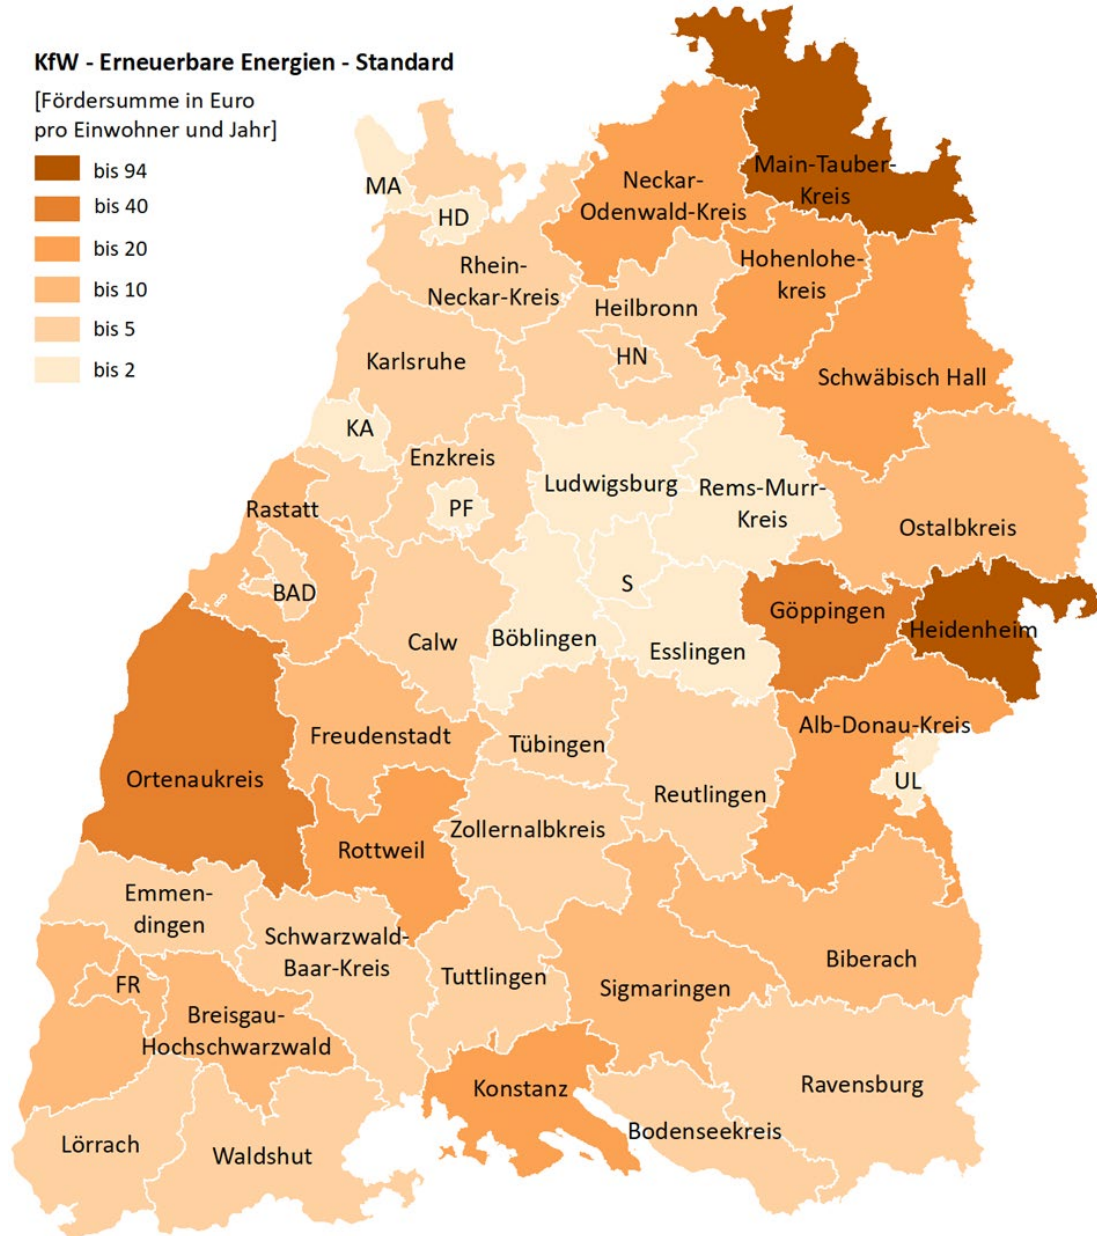 KfW - Erneuerbare Energien - Standard
[Fördersumme in Euro
pro Einwohner und Jahr]
bis 94
bis 40
bis 20
bis 10
bis 5
bis 2
MA
HD
Neckar-
Odenwald-Kreis
Main-Tauber-
Kreis
Rhein-
Neckar-Kreis
Hohenlohe-
kreis
Heilbronn
HN
Karlsruhe
Schwäbisch Hall
KA
Enzkreis
PF
Ludwigsburg
Rems-Murr-
Kreis
Rastatt
Ostalbkreis
BAD
S
Göppingen
Heidenheim
Calw
Böblingen
Esslingen
Freudenstadt
Tübingen
Alb-Donau-Kreis
UL
Ortenaukreis
Reutlingen
Rottweil
Zollernalbkreis
Emmen-
dingen
Schwarzwald-
Baar-Kreis
Tuttlingen
Biberach
FR
Sigmaringen
Breisgau-
Hochschwarzwald
Konstanz
Ravensburg
Bodenseekreis
Lörrach
Waldshut